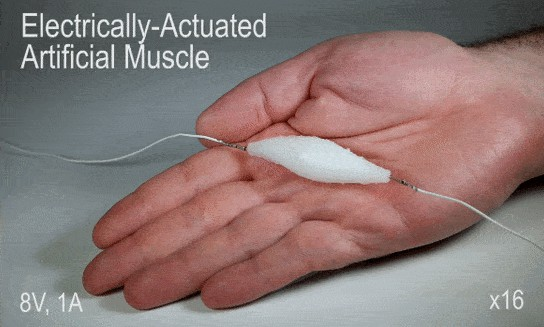 Electrically-Actuated
Artificial Muscle
8V, 1A
x16